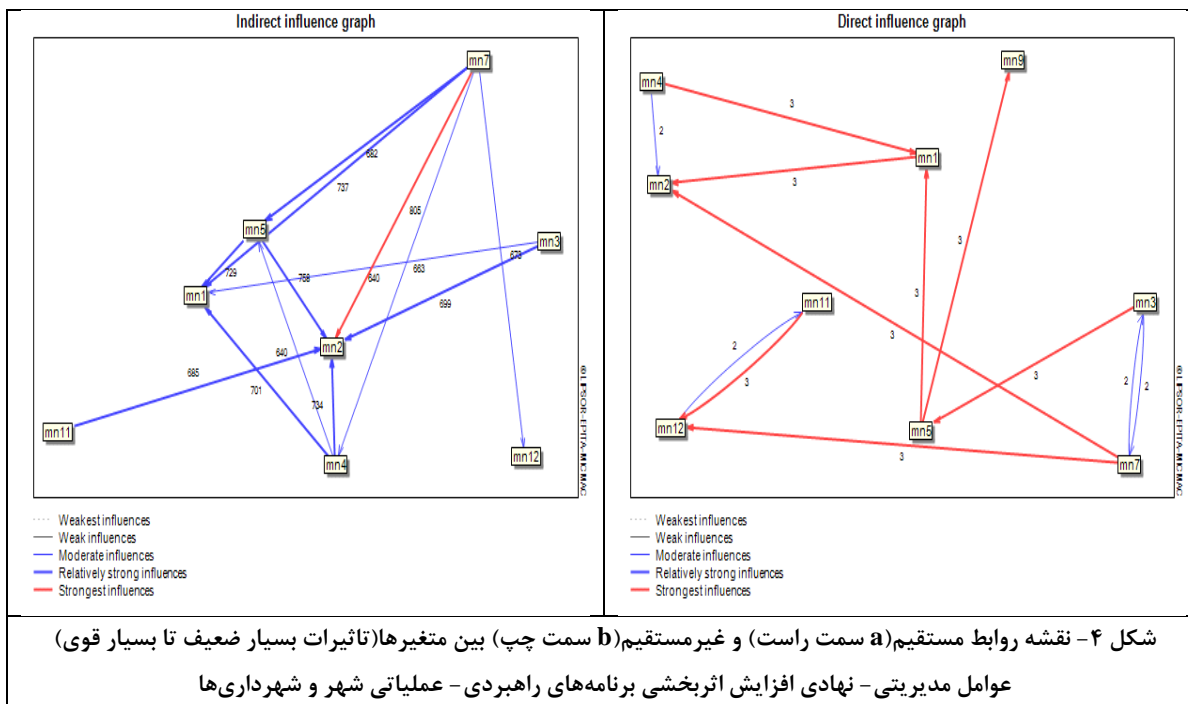 Indirect influence graph
mn7
682
737
805
mn5
mn3
729
768
640
663
673
mn1
699
mn2
640
685
701
734
mn11
mn4
mn12
©LIPSOR-EPITA-MICMAC
Weakest influences
Weak influences
Moderate influences
Relatively strong influences
Strongest influences
Direct influence graph
mn9
mn4
3
2
mn1
mn2
3
3
3
mn11
mn3
3
2
3
3
2
2
mn12
mn5
3
mn7
©LIPSOR-EPITA-MICMAC
Weakest influences
Weak influences
Moderate influences
Relatively strong influences
Strongest influences
شکل ۴- نقشه روابط مستقیم(a سمت راست) و غیرمستقیم(b سمت چپ) بین متغیرها(تاثیرات بسیار ضعیف تا بسیار قوی)
عوامل مدیریتی- نهادی افزایش اثربخشی برنامه‌های راهبردی- عملیاتی شهر و شهرداری‌ها